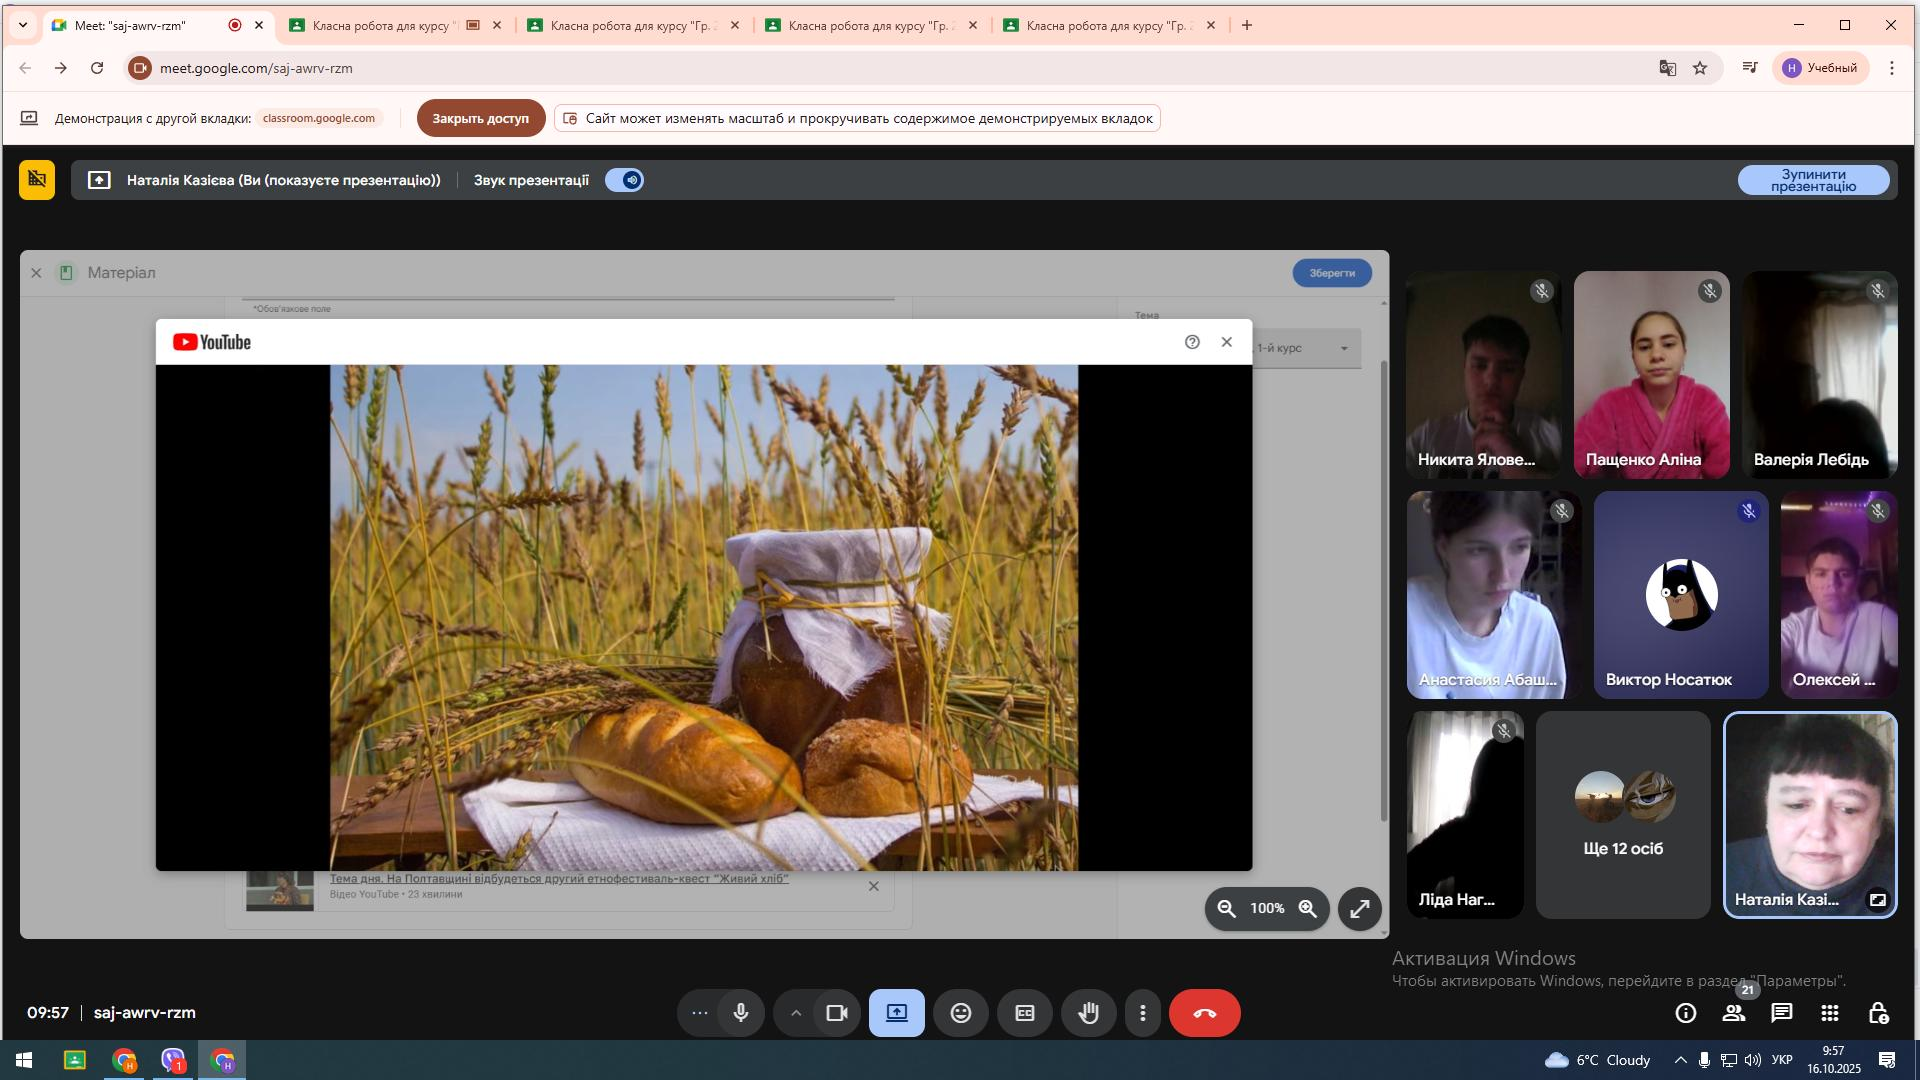 Meet: "saj-awrv-rzm"
Класна робота для курсу "
Класна робота для курсу "Гр.
Класна робота для курсу "Гр.
Класна робота для курсу "Гр.
meet.google.com/saj-awrv-rzm
Н
Учебный
Демонстрация с другой вкладки:
classroom.google.com
Закрыть доступ
Сайт может изменять масштаб и прокручивать содержимое демонстрируемых вкладок
Наталія Казієва (Ви (показуєте презентацію))
Звук презентації
Зупинити
презентацію
Матеріал
Зберегти
*Обов'язкове поле
Тема
YouTube
, 1-й курс
Никита Ялове...
Пащенко Аліна
Валерія Лебідь
Анастасия Абаш...
Виктор Носатюк
Олексей ...
Ліда Наг...
Ще 12 осіб
Наталія Казі...
Тема дня. На Полтавщині відбудеться другий етнофестиваль-квест "Живий хліб"
Відео YouTube • 23 хвилини
100%
Активация Windows
Чтобы активировать Windows, перейдите в раздел "Параметры".
09:57
saj-awrv-rzm
CC
21
1
6°C Cloudy
УКР
9:57
16.10.2025